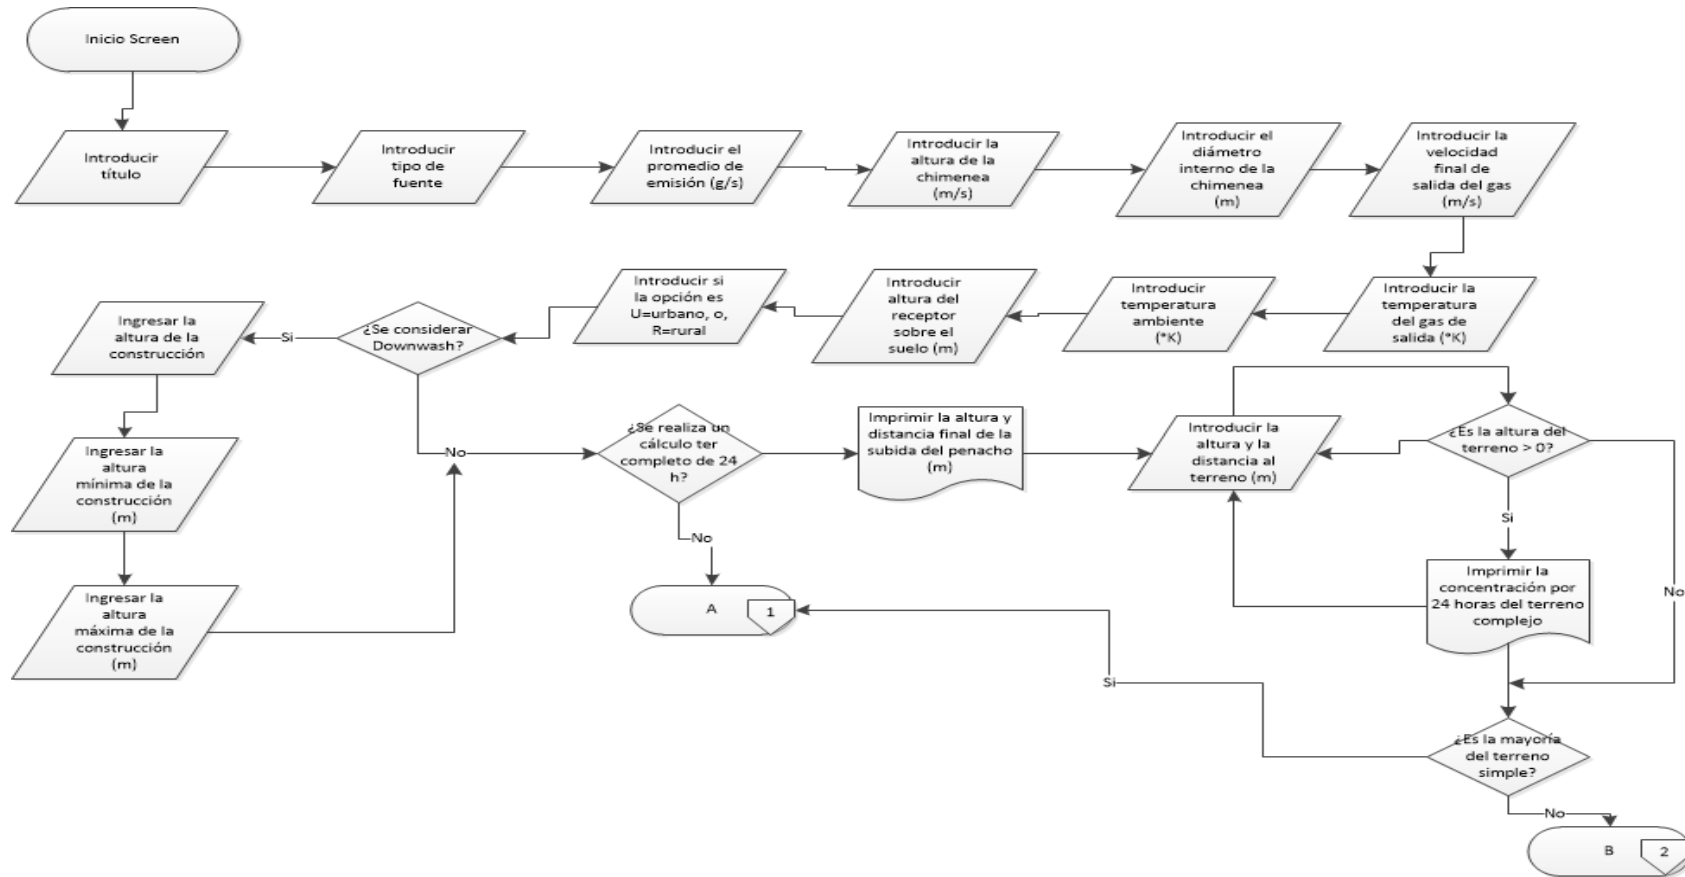 Inicio Screen
Introducir
título
Introducir
tipo de
fuente
Introducir el
promedio de
emisión (g/s)
Introducir la
altura de la
chimenea
(m/s)
Introducir el
diámetro
interno de la
chimenea
(m)
Introducir la
velocidad
final de
salida del gas
(m/s)
Ingresar la
altura de la
construcción
Si
¿Se considerar
Downwash?
Introducir si
la opción es
U=urbano, o,
R=rural
Introducir
altura del
receptor
sobre el
suelo (m)
Introducir
temperatura
ambiente
(*K)
Introducir la
temperatura
del gas de
salida (*K)
Ingresar la
altura
mínima de la
construcción
(m)
No
¿Se realiza un
cálculo ter
completo de 24
h?
Imprimir la altura y
distancia final de la
subida del penacho
(m)
Introducir la
altura y la
distancia al
terreno (m)
¿Es la altura del
terreno > 0?
Si
No
Ingresar la
altura
máxima de la
construcción
(m)
No
A
1
Imprimir la
concentración por
24 horas del terreno
complejo
No
Si
¿Es la mayoría
del terreno
simple?
No
B
2